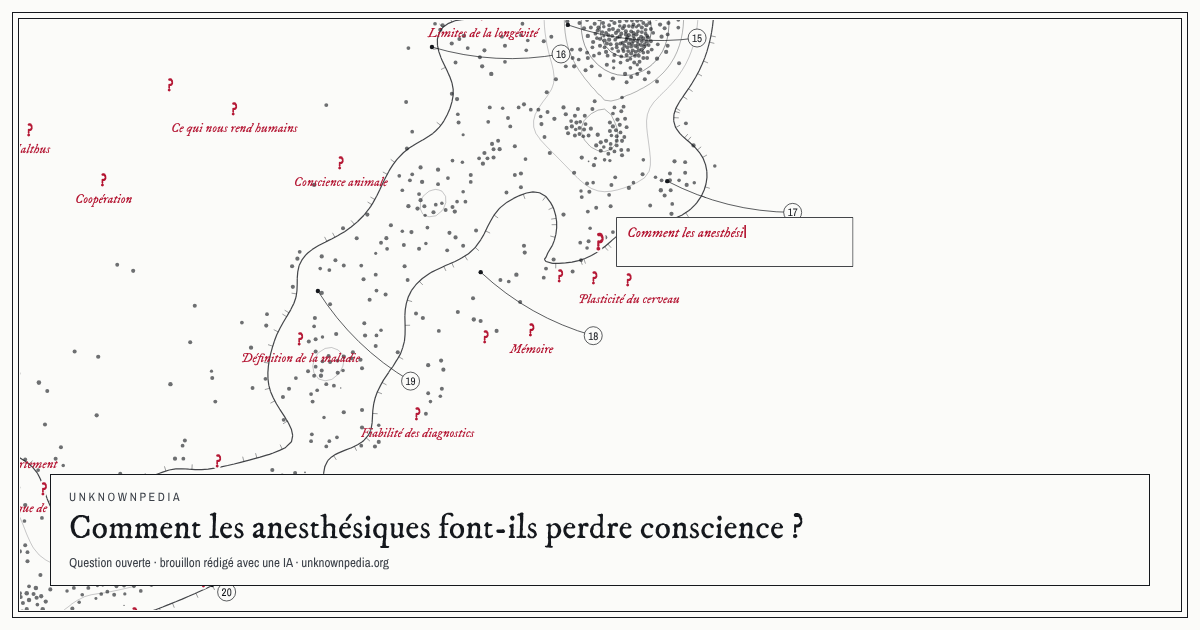 Limites de la longévité
15
16
?
?
Ce qui nous rend humains
?
althus
?
Conscience animale
?
Coopération
17
Comment les anesthési
?
?
?
?
Plasticité du cerveau
?
?
Mémoire
18
?
Définition de la maladie
19
?
Fiabilité des diagnostics
?
?
UNKNOWNPEDIA
Comment les anesthésiques font-ils perdre conscience ?
Question ouverte · brouillon rédigé avec une IA · unknownpedia.org
20